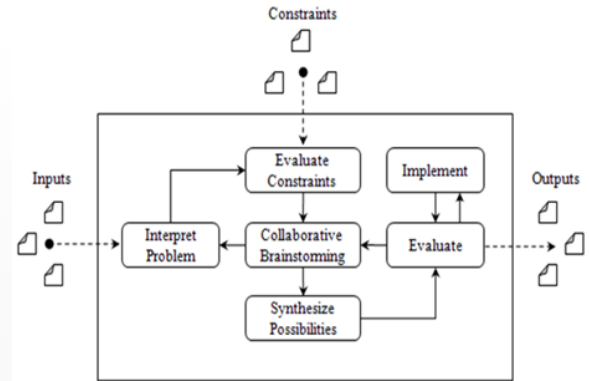 Constraints
Evaluate
Constraints
Implement
Inputs
Outputs
Interpret
Problem
Collaborative
Brainstorming
Evaluate
Synthesize
Possibilities